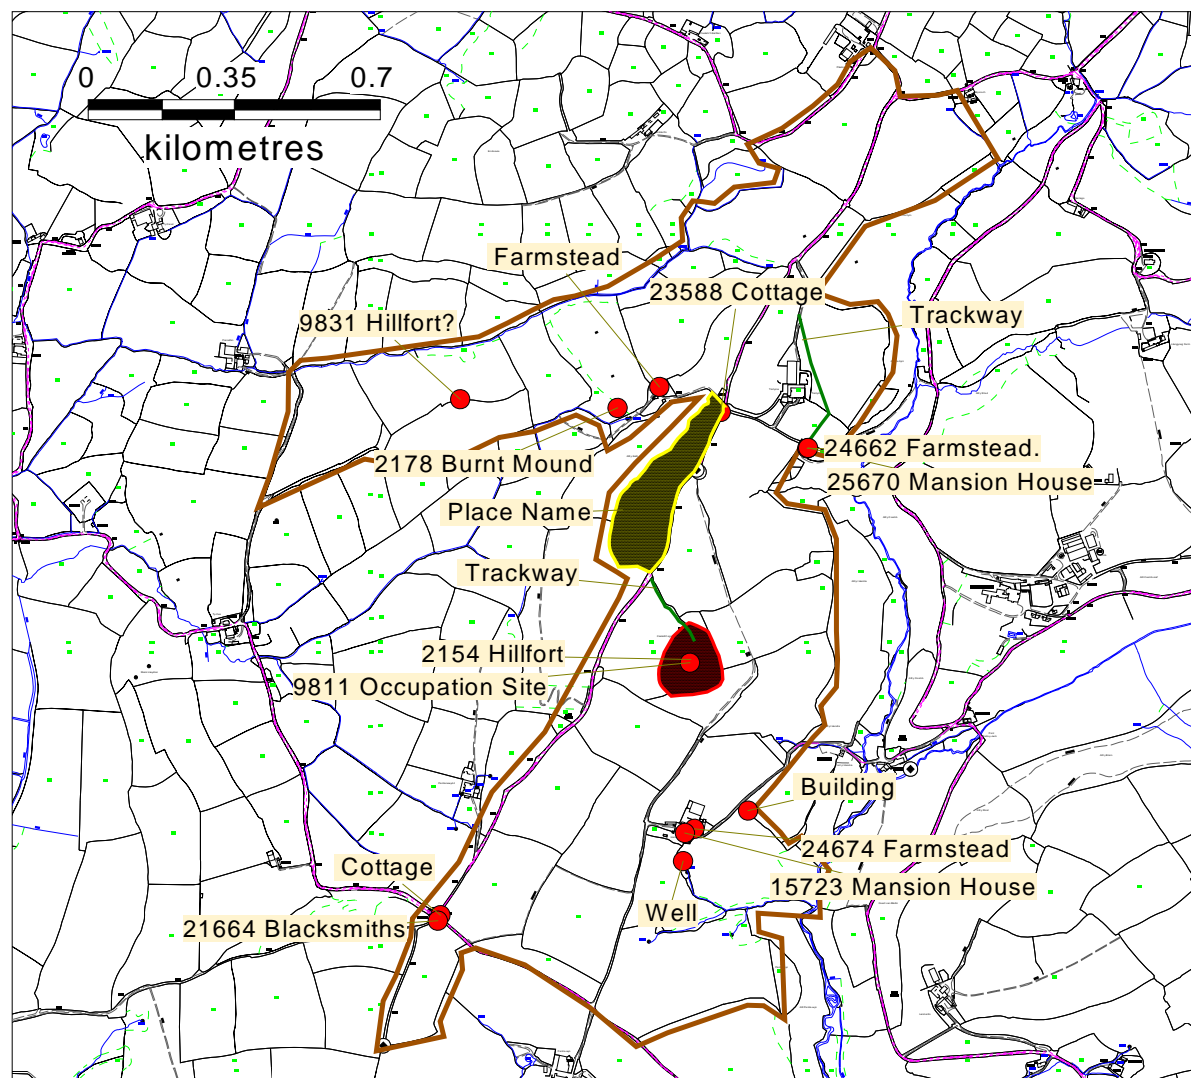 0 0.35 0.7
kilometres
Farmstead
23588 Cottage
9831 Hillfort?
Trackway
24662 Farmstead.
2178 Burnt Mound
25670 Mansion House
Place Name
Trackway
2154 Hillfort
9811 Occupation Site
Building
24674 Farmstead
Cottage
15723 Mansion House
Well
21664 Blacksmiths